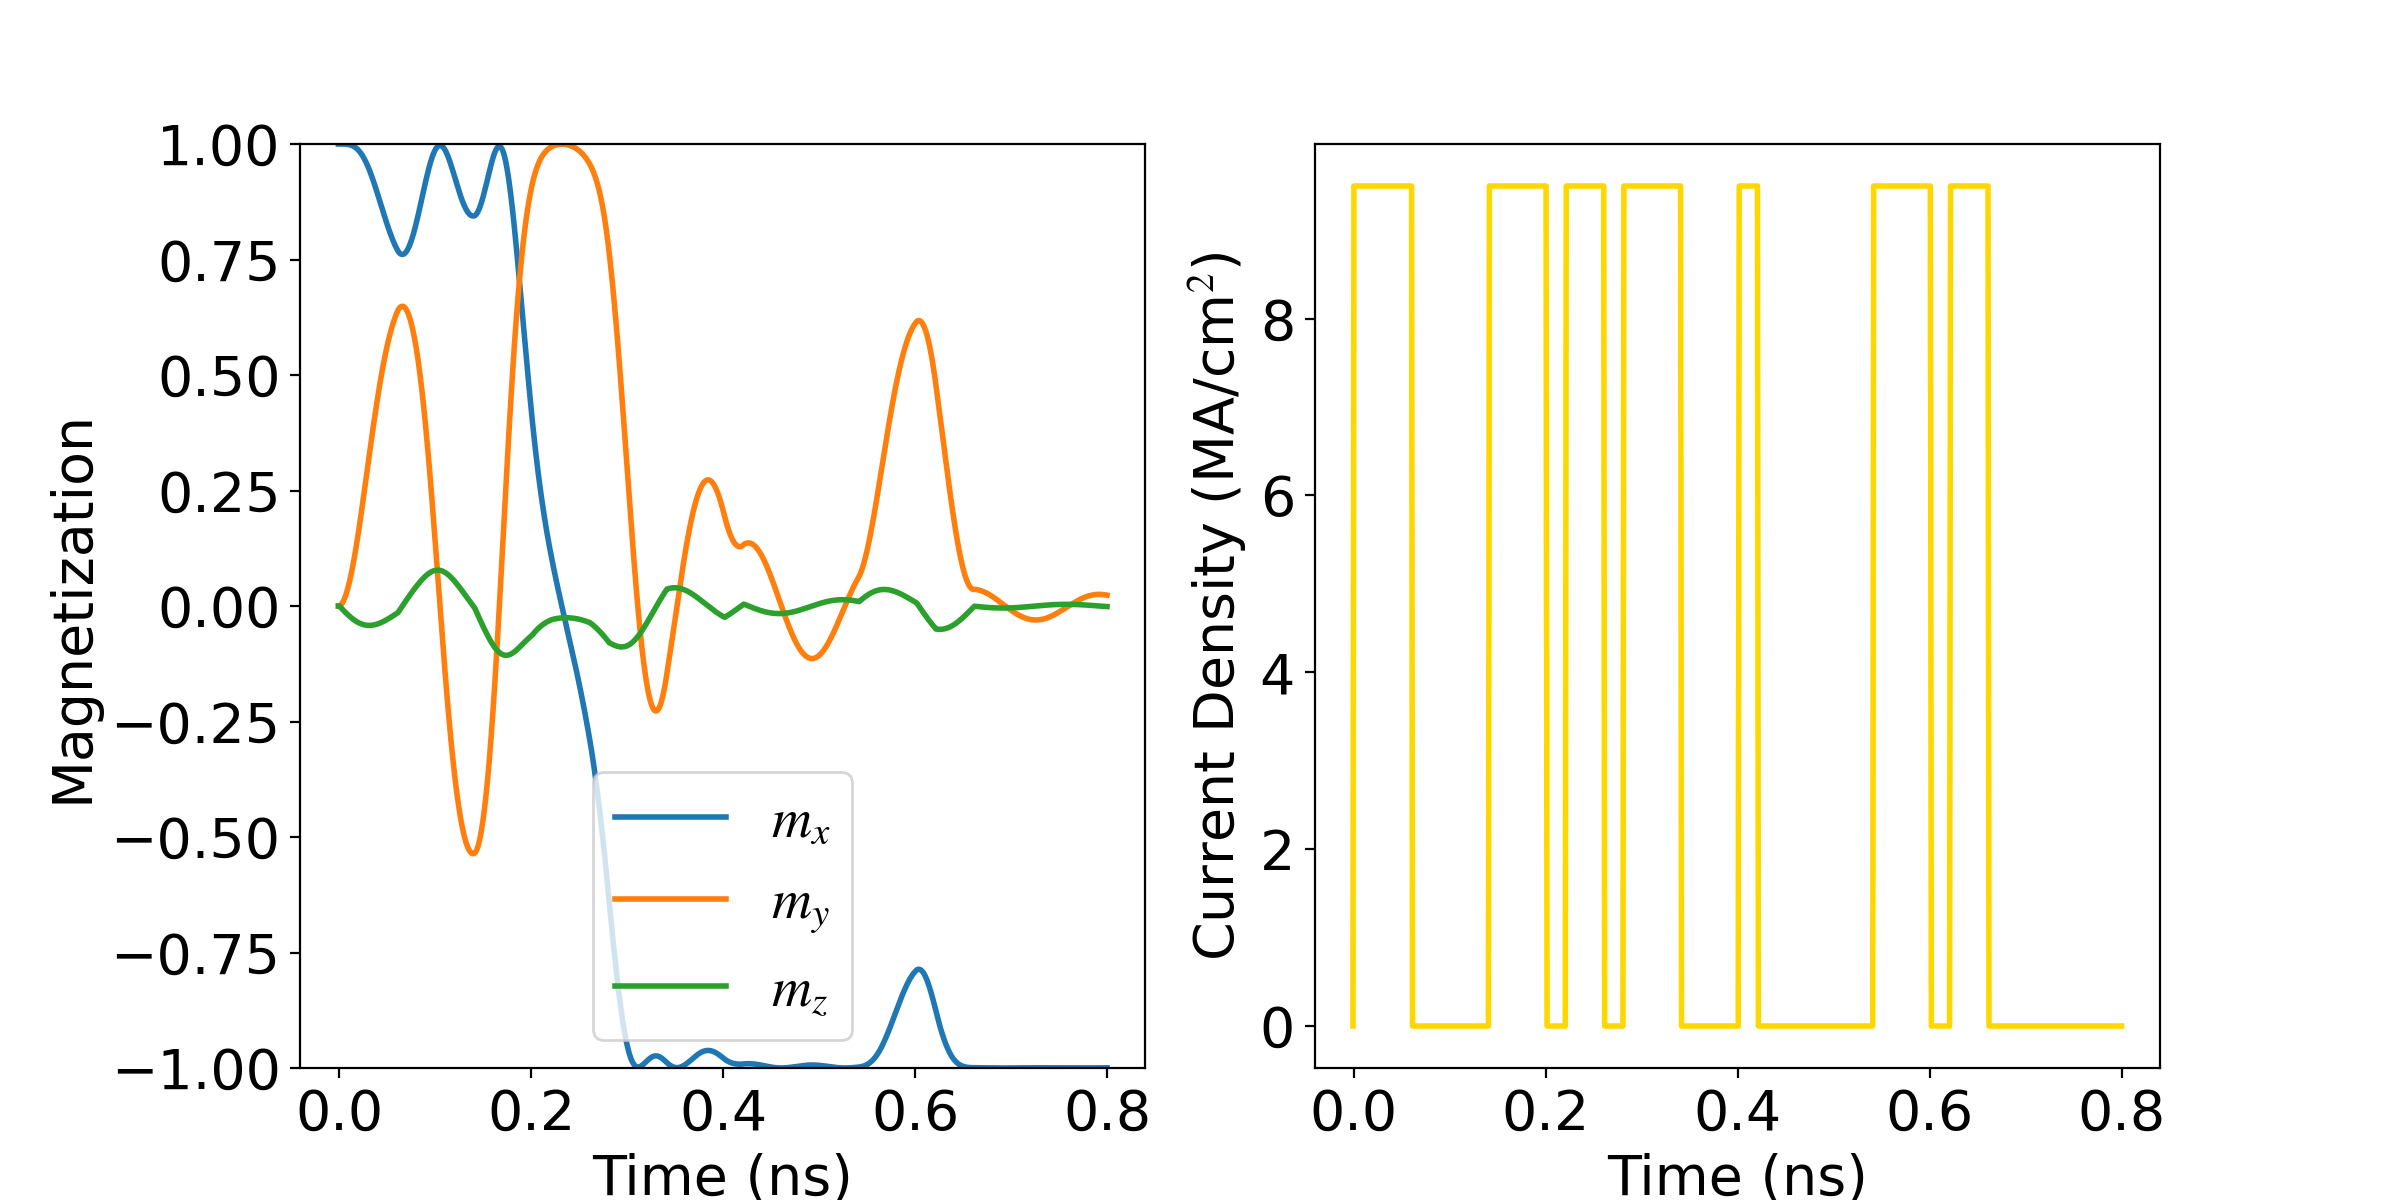 Magnetization
1.00
0.75
0.50
0.25
0.00
−0.25
−0.50
−0.75
−1.00
0.0 0.2 0.4 0.6 0.8
Time (ns)
m_x
m_y
m_z
Current Density (MA/cm²)
8
6
4
2
0
0.0 0.2 0.4 0.6 0.8
Time (ns)